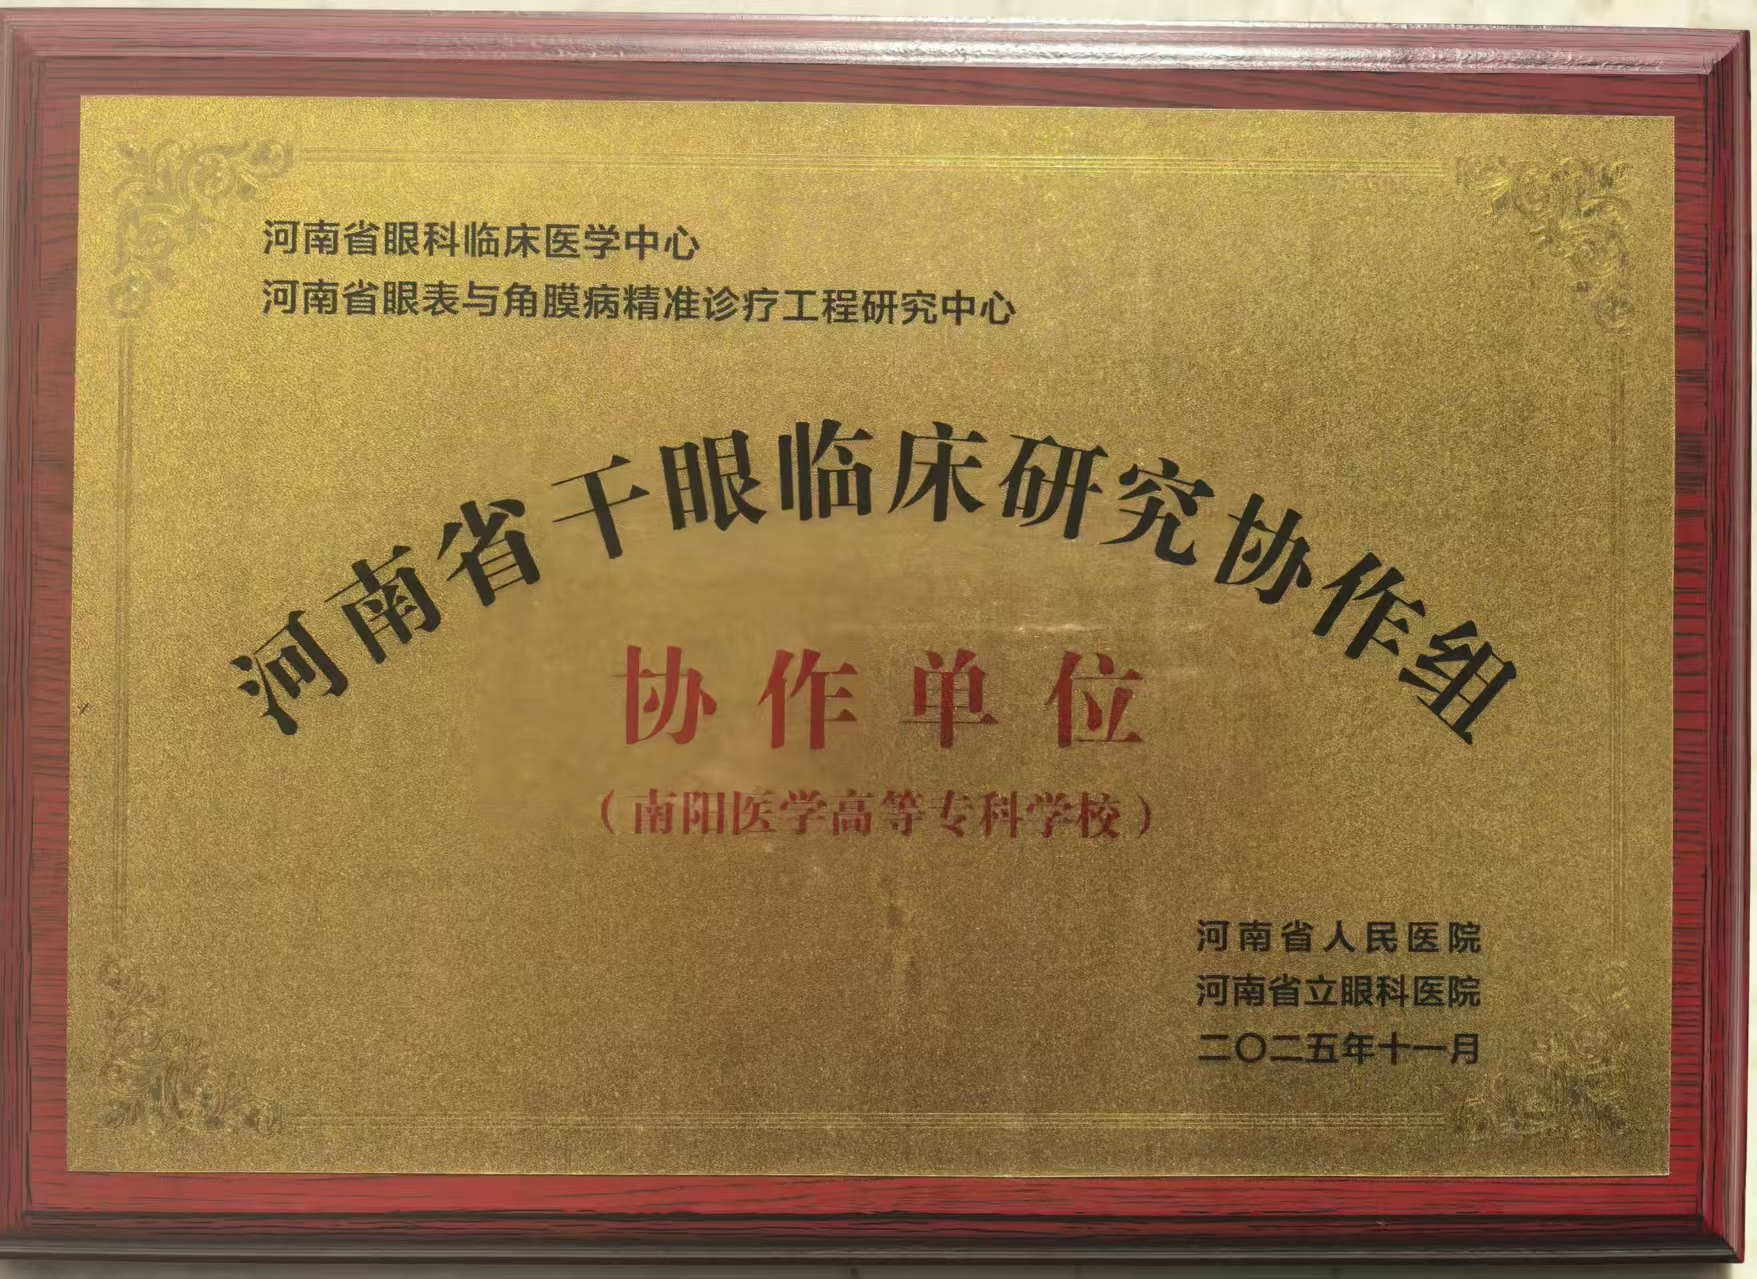 河南省眼科临床医学中心
河南省眼表与角膜病精准诊疗工程研究中心
河南省干眼临床研究协作组
协作单位
（南阳医学高等专科学校）
河南省人民医院
河南省立眼科医院
二〇二五年十一月